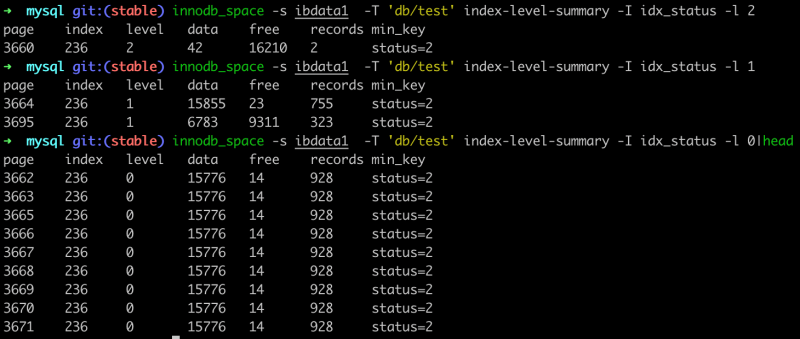 ➜  mysql git:(stable) innodb_space -s ibdata1  -T 'db/test' index-level-summary -I idx_status -l 2
page    index   level   data    free    records min_key
3660    236     2       42      16210   2       status=2
➜  mysql git:(stable) innodb_space -s ibdata1  -T 'db/test' index-level-summary -I idx_status -l 1
page    index   level   data    free    records min_key
3664    236     1       15855   23      755     status=2
3695    236     1       6783    9311    323     status=2
➜  mysql git:(stable) innodb_space -s ibdata1  -T 'db/test' index-level-summary -I idx_status -l 0|head
page    index   level   data    free    records min_key
3662    236     0       15776   14      928     status=2
3663    236     0       15776   14      928     status=2
3665    236     0       15776   14      928     status=2
3666    236     0       15776   14      928     status=2
3667    236     0       15776   14      928     status=2
3668    236     0       15776   14      928     status=2
3669    236     0       15776   14      928     status=2
3670    236     0       15776   14      928     status=2
3671    236     0       15776   14      928     status=2